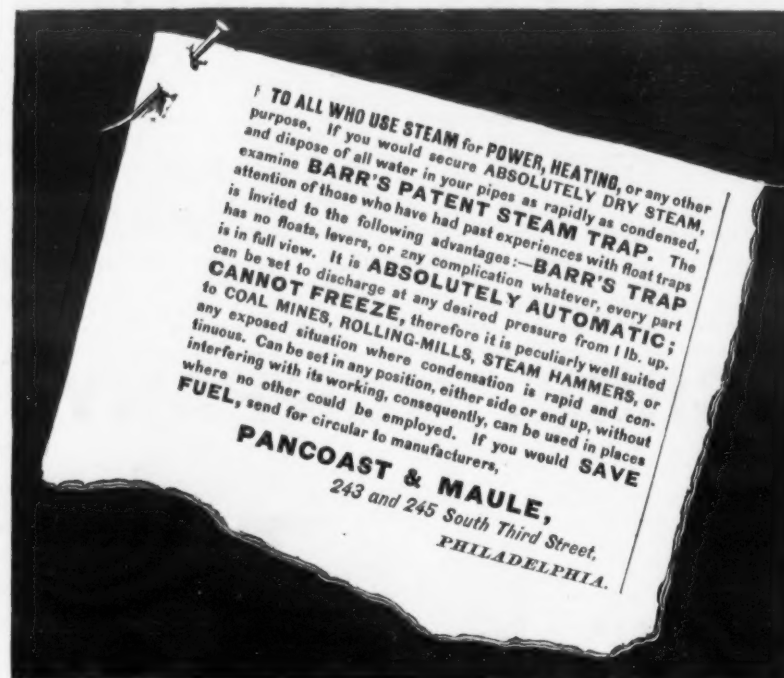 TO ALL WHO USE STEAM for POWER, HEATING, or any other
purpose. If you would secure ABSOLUTELY DRY STEAM,
and dispose of all water in your pipes as rapidly as condensed,
examine BARR'S PATENT STEAM TRAP. The
attention of those who have had past experiences with float traps
is invited to the following advantages:—BARR'S TRAP
has no floats, levers, or any complication whatever, every part
is in full view. It is ABSOLUTELY AUTOMATIC;
can be set to discharge at any desired pressure from 1 lb. up.
CANNOT FREEZE, therefore it is peculiarly well suited
to COAL MINES, ROLLING-MILLS, STEAM HAMMERS, or
any exposed situation where condensation is rapid and con-
tinuous. Can be set in any position, either side or end up, without
interfering with its working, consequently, can be used in places
where no other could be employed. If you would SAVE
FUEL, send for circular to manufacturers,
PANCOAST & MAULE,
243 and 245 South Third Street,
PHILADELPHIA.